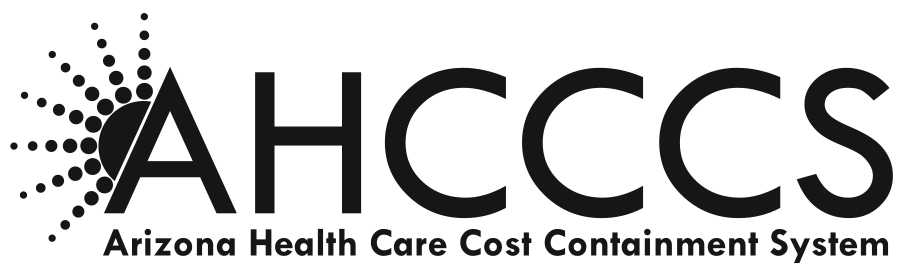 AHCCCS
Arizona Health Care Cost Containment System